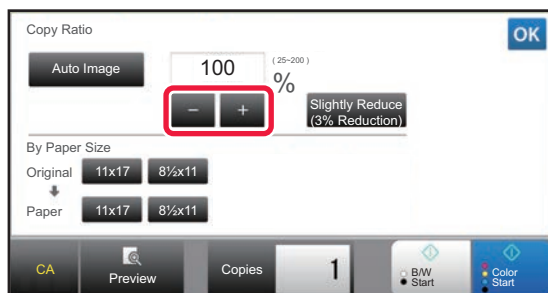 Copy Ratio
OK
Auto Image
100
( 25~200 )
%
− +
Slightly Reduce
(3% Reduction)
By Paper Size
Original 11x17 8½x11
Paper 11x17 8½x11
CA
Preview
Copies
1
B/W
Start
Color
Start